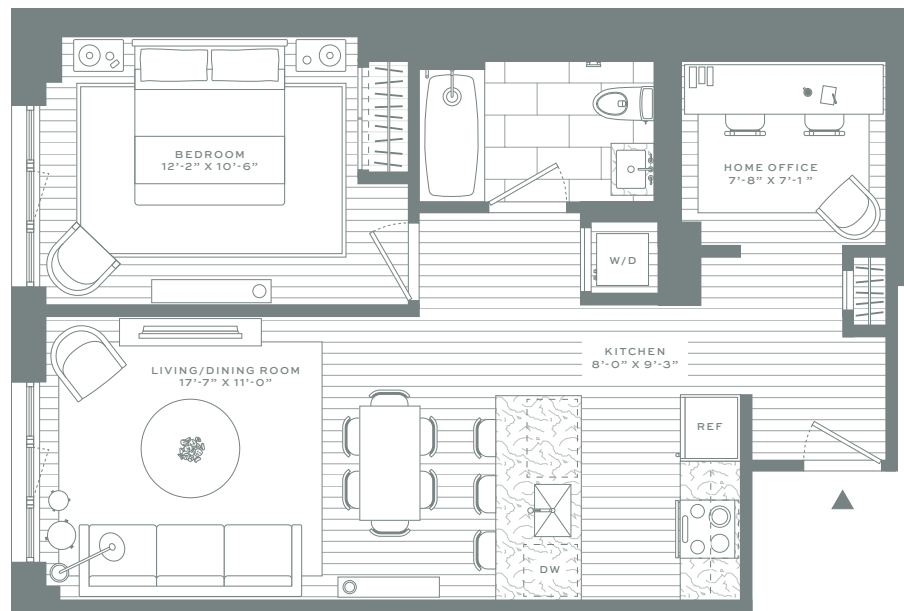 BEDROOM
12'-2" X 10'-6"
HOME OFFICE
7'-8" X 7'-1 "
W/D
KITCHEN
8'-0" X 9'-3"
LIVING/DINING ROOM
17'-7" X 11'-0"
REF
DW